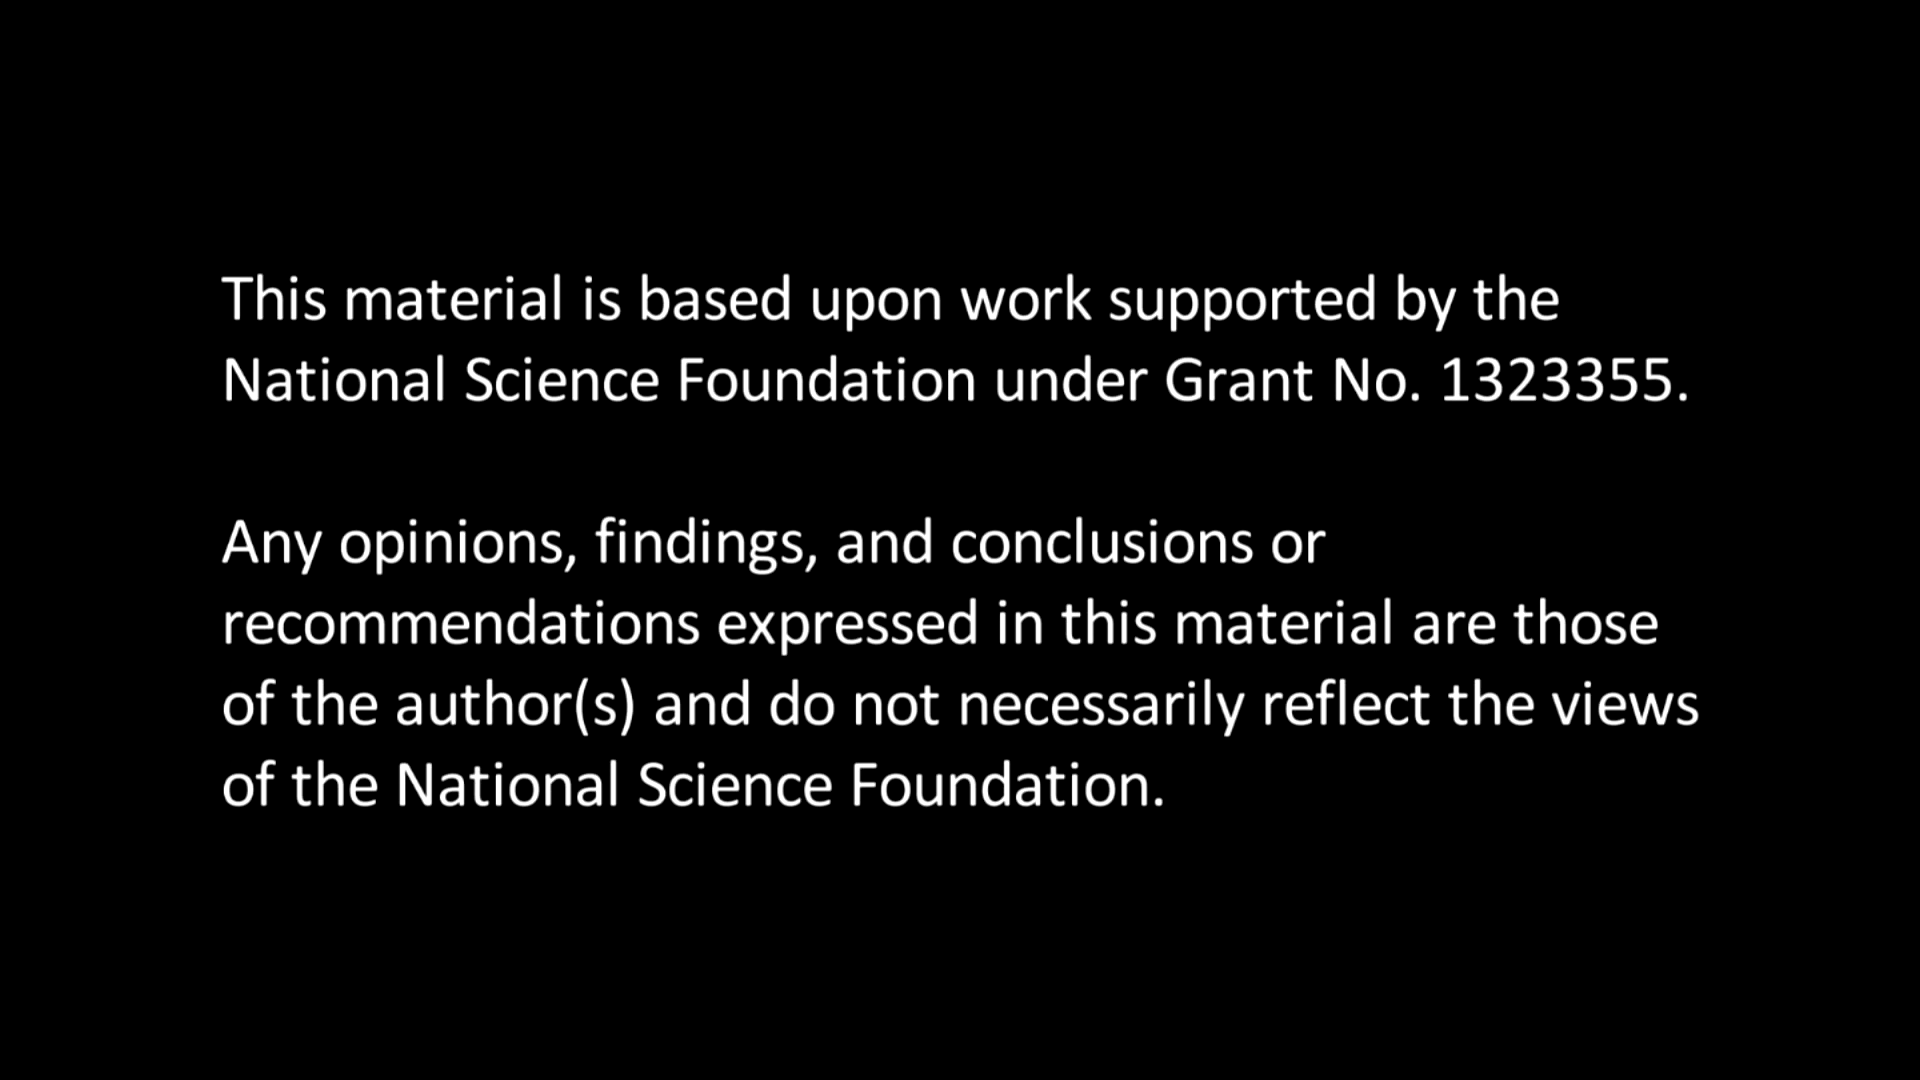 This material is based upon work supported by the
National Science Foundation under Grant No. 1323355.
Any opinions, findings, and conclusions or
recommendations expressed in this material are those
of the author(s) and do not necessarily reflect the views
of the National Science Foundation.